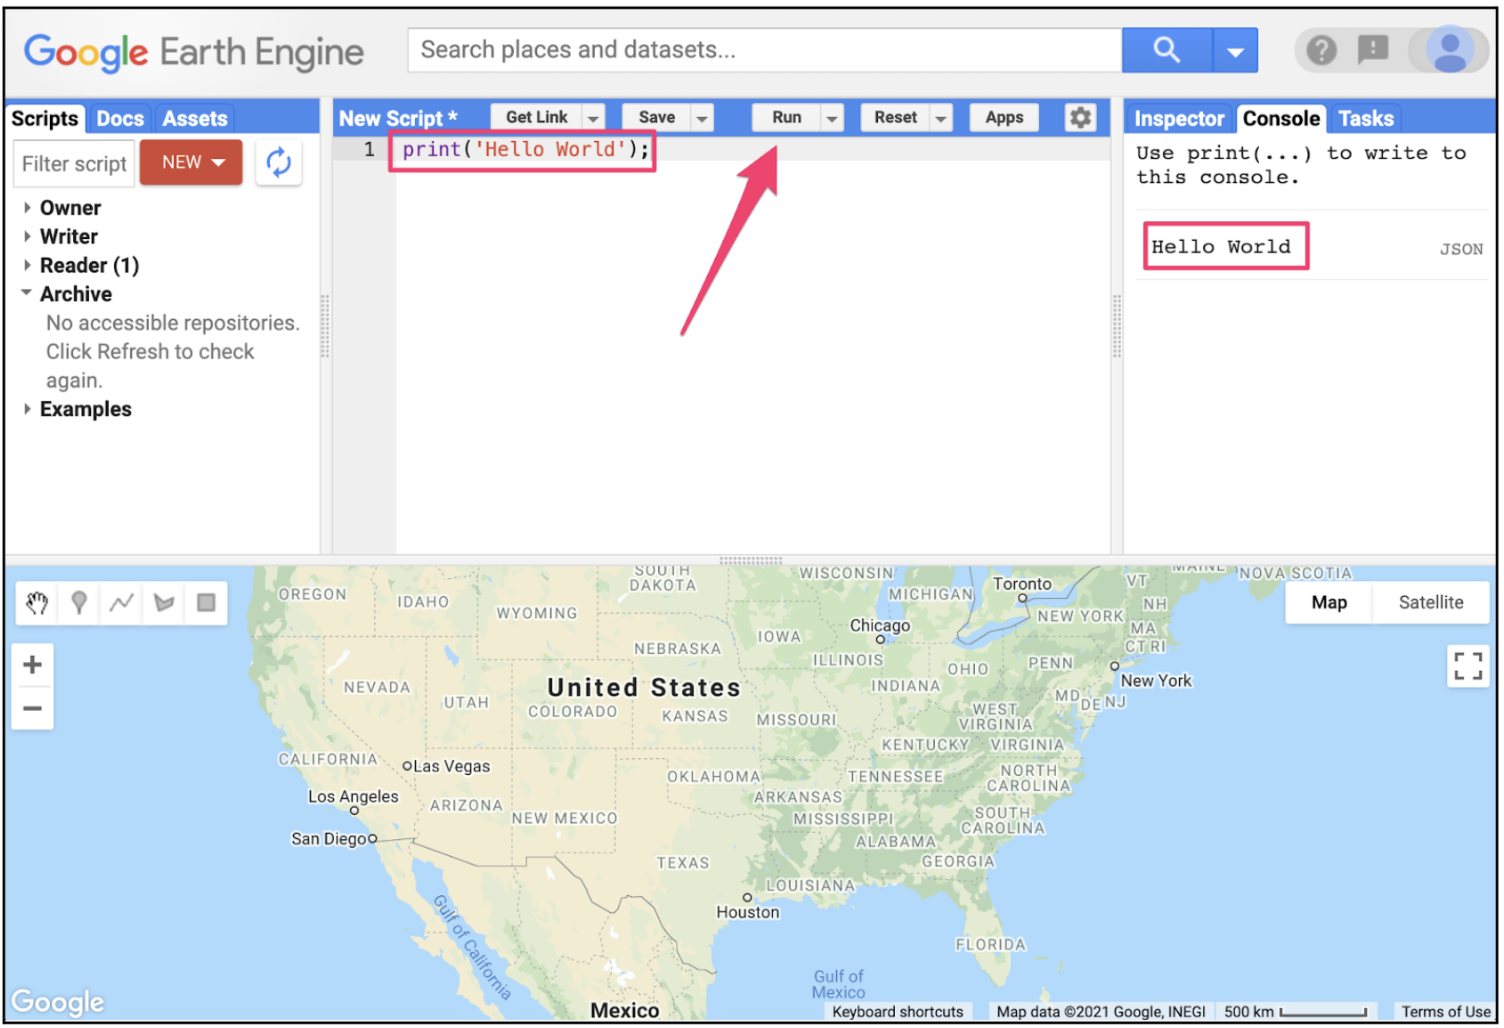 Google Earth Engine
Search places and datasets...
Scripts Docs Assets
Filter script
NEW
Owner
Writer
Reader (1)
Archive
No accessible repositories.
Click Refresh to check
again.
Examples
New Script *
Get Link
Save
Run
Reset
Apps
1 print('Hello World');
Inspector Console Tasks
Use print(...) to write to
this console.
Hello World JSON
Map Satellite
SOUTH
DAKOTA
WISCONSIN
MICHIGAN
Toronto
VT
MAINE
NOVA SCOTIA
OREGON
IDAHO
WYOMING
NH
NEW YORK
MA
CT RI
Chicago
IOWA
NEBRASKA
ILLINOIS
OHIO
PENN
New York
NEVADA
UTAH
United States
COLORADO
KANSAS
MISSOURI
INDIANA
WEST
VIRGINIA
MD
DE
NJ
KENTUCKY
VIRGINIA
CALIFORNIA
Las Vegas
OKLAHOMA
TENNESSEE
NORTH
CAROLINA
Los Angeles
ARIZONA
NEW MEXICO
ARKANSAS
MISSISSIPPI
SOUTH
CAROLINA
San Diego
ALABAMA
GEORGIA
TEXAS
LOUISIANA
Houston
FLORIDA
Gulf of California
Gulf of
Mexico
Mexico
Google
Keyboard shortcuts
Map data ©2021 Google, INEGI
500 km
Terms of Use